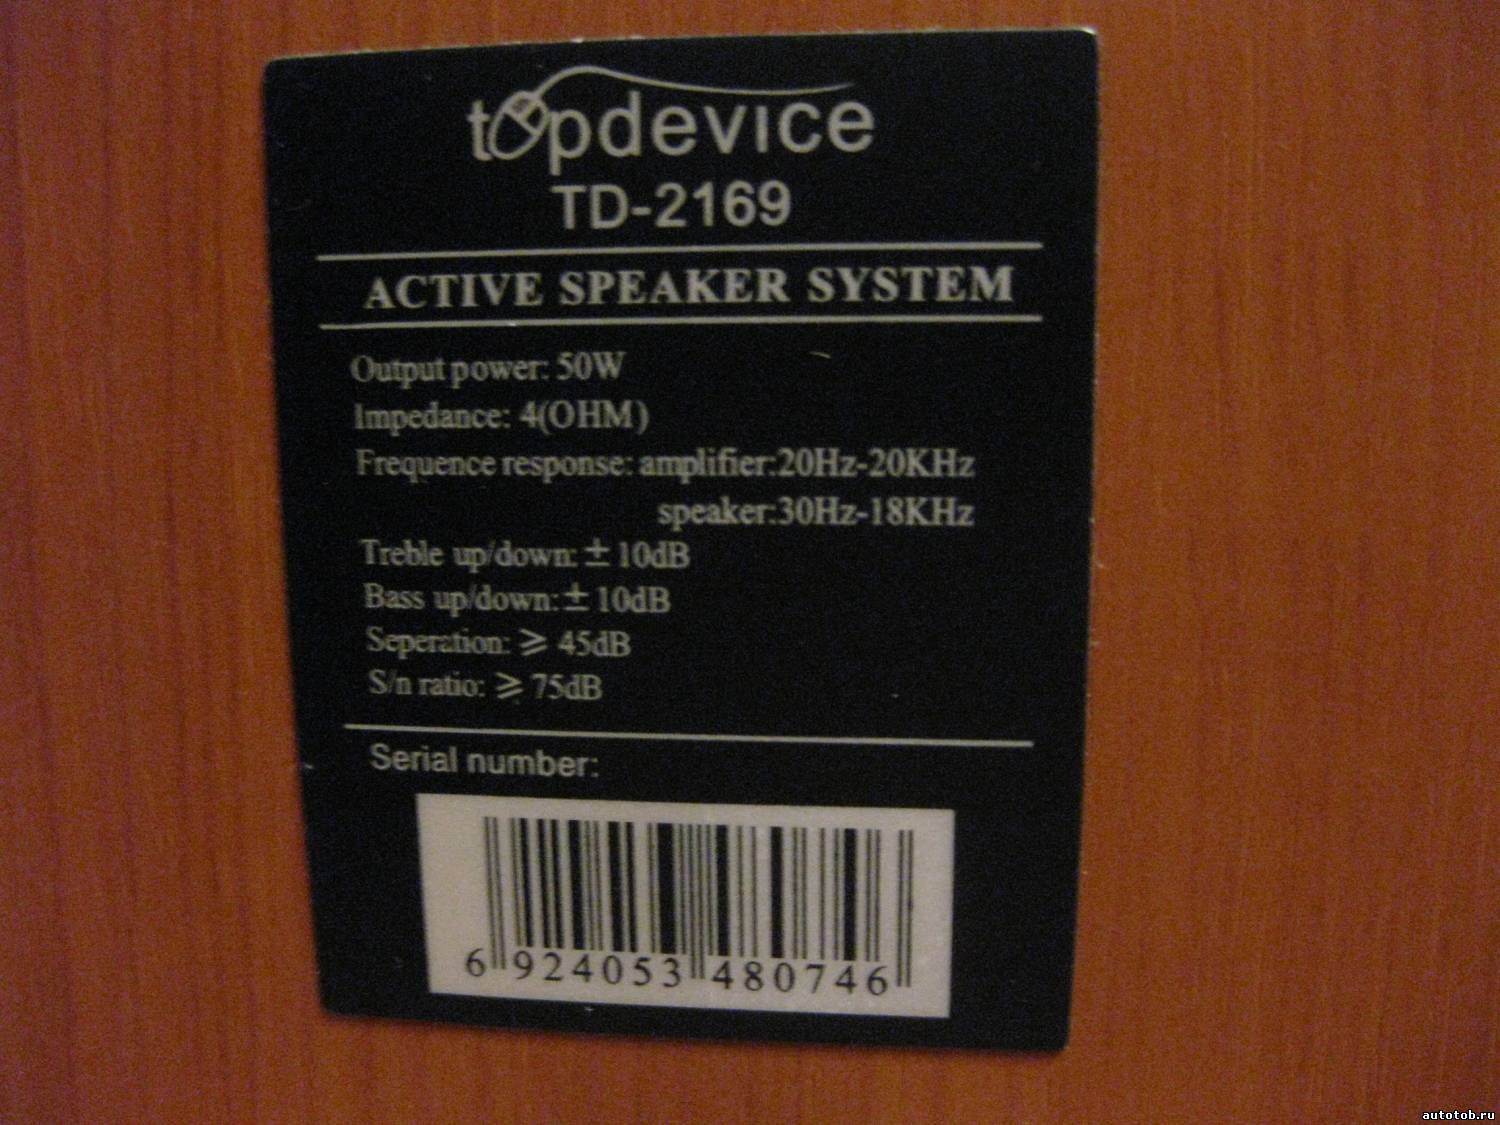 topdevice
TD-2169
ACTIVE SPEAKER SYSTEM
Output power: 50W
Impedance: 4(OHM)
Frequence response: amplifier:20Hz-20KHz
speaker:30Hz-18KHz
Treble up/down: ± 10dB
Bass up/down: ± 10dB
Seperation: ⩾ 45dB
S/n ratio: ⩾ 75dB
Serial number:
6 924053 480746
autotob.ru